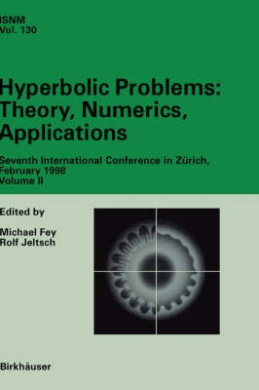 ISNM
Vol. 130
Hyperbolic Problems:
Theory, Numerics,
Applications
Seventh International Conference in Zürich,
February 1998
Volume II
Edited by
Michael Fey
Rolf Jeltsch
Birkhäuser